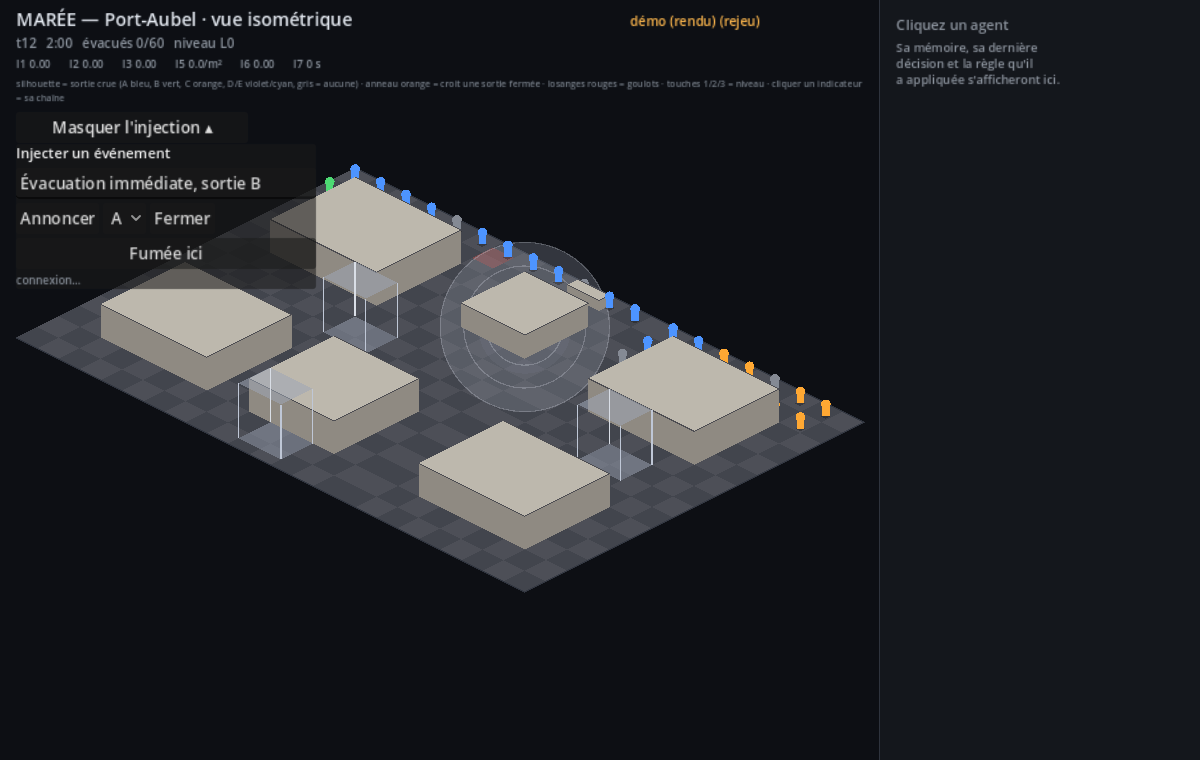 MARÉE — Port-Aubel · vue isométrique
démo (rendu) (rejeu)
t12 2:00 évacués 0/60 niveau L0
I1 0.00 I2 0.00 I3 0.00 I5 0.0/m² I6 0.00 I7 0 s
silhouette = sortie crue (A bleu, B vert, C orange, D/E violet/cyan, gris = aucune) · anneau orange = croit une sortie fermée · losanges rouges = goulots · touches 1/2/3 = niveau · cliquer un indicateur
= sa chaîne
Masquer l'injection ▴
Injecter un événement
Évacuation immédiate, sortie B
Annoncer A Fermer
Fumée ici
connexion...
Cliquez un agent
Sa mémoire, sa dernière
décision et la règle qu'il
a appliquée s'afficheront ici.